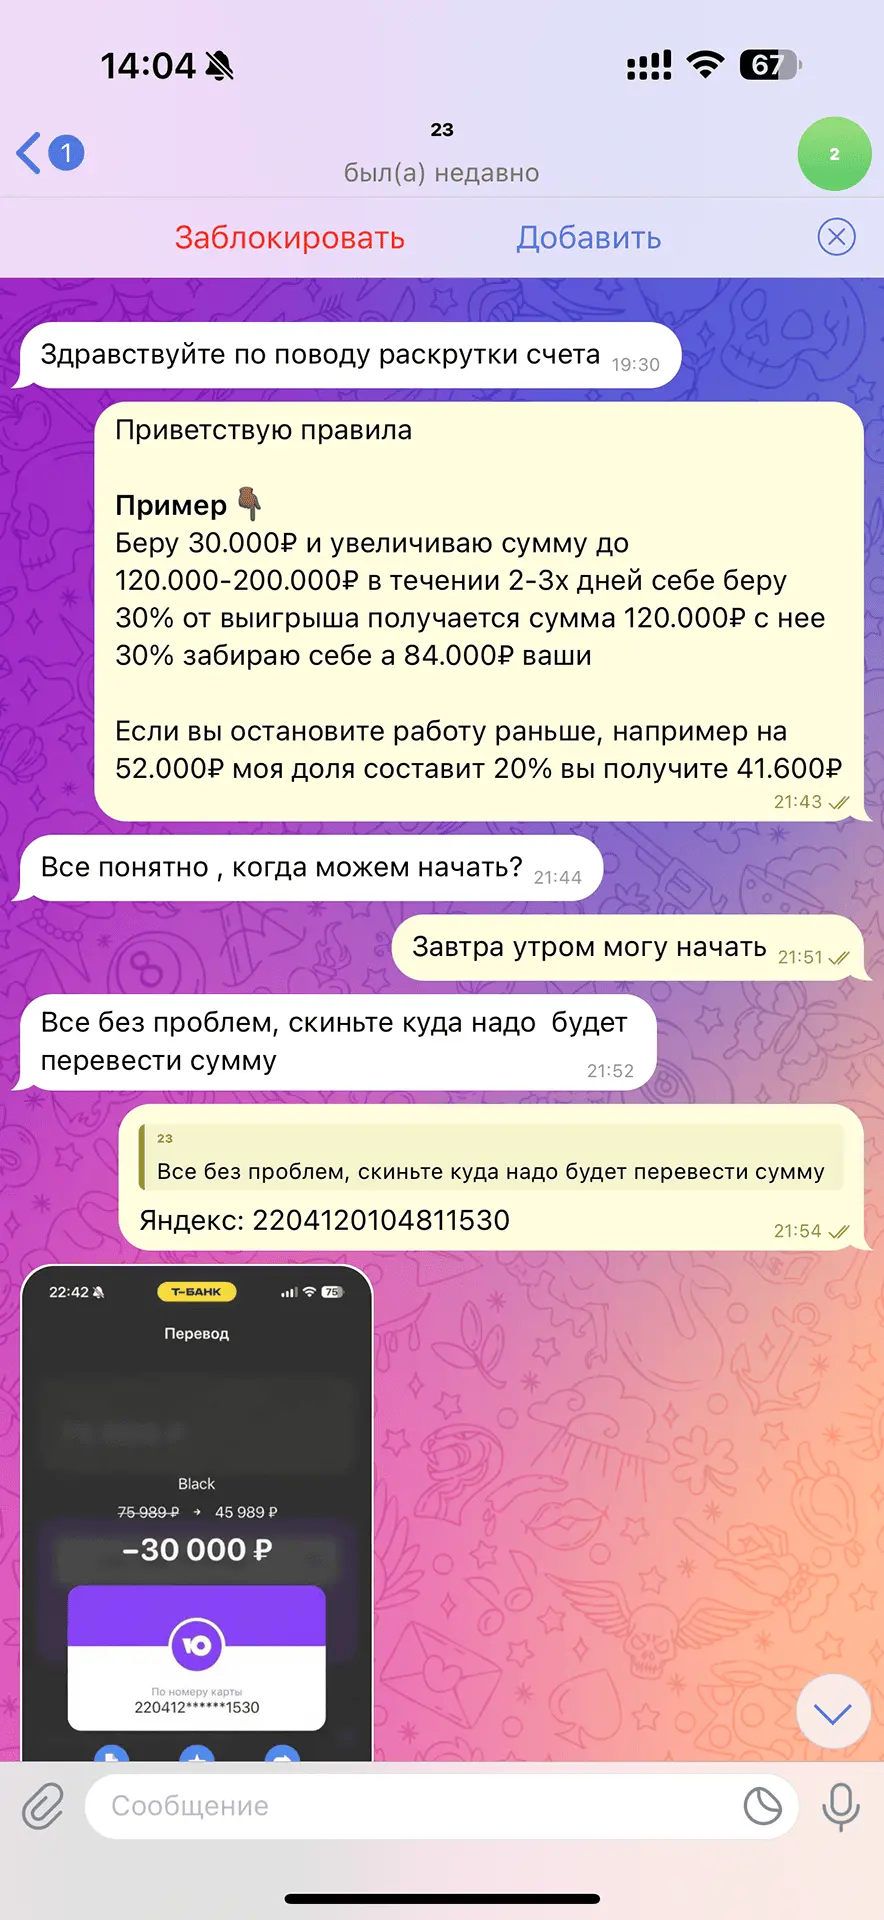 14:04
67
1
23
был(а) недавно
2
Заблокировать
Добавить
Здравствуйте по поводу раскрутки счета 19:30
Приветствую правила
Пример 👇🏿
Беру 30.000₽ и увеличиваю сумму до
120.000-200.000₽ в течении 2-3х дней себе беру
30% от выигрыша получается сумма 120.000₽ с нее
30% забираю себе а 84.000₽ ваши
Если вы остановите работу раньше, например на
52.000₽ моя доля составит 20% вы получите 41.600₽
21:43
Все понятно , когда можем начать? 21:44
Завтра утром могу начать 21:51
Все без проблем, скиньте куда надо будет
перевести сумму
21:52
23
Все без проблем, скиньте куда надо будет перевести сумму
Яндекс: 2204120104811530
21:54
22:42
Т-БАНК
75
Перевод
Black
75 989 ₽ → 45 989 ₽
−30 000 ₽
Ю
По номеру карты
220412******1530
Сообщение